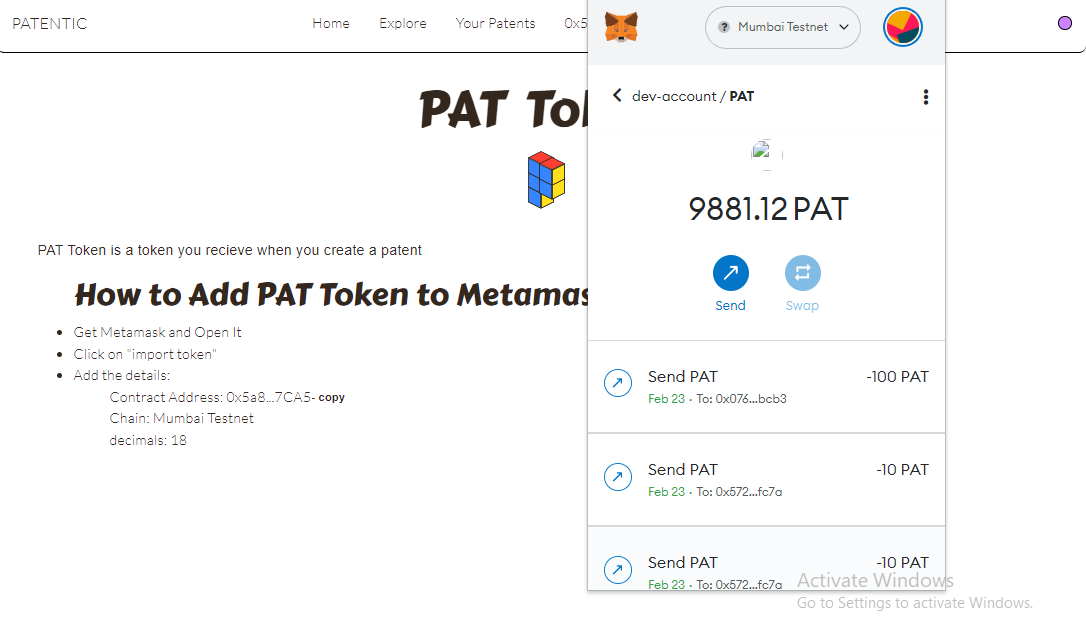 PATENTIC Home Explore Your Patents 0x5
Mumbai Testnet
dev-account / PAT
PAT
9881.12 PAT
PAT Token is a token you recieve when you create a patent
How to Add PAT Token to Metamas
Get Metamask and Open It
Click on "import token"
Add the details:
Contract Address: 0x5a8...7CA5- copy
Chain: Mumbai Testnet
decimals: 18
Send Swap
Send PAT -100 PAT
Feb 23 · To: 0x076...bcb3
Send PAT -10 PAT
Feb 23 · To: 0x572...fc7a
Send PAT -10 PAT
Feb 23 · To: 0x572...fc7a
Activate Windows
Go to Settings to activate Windows.